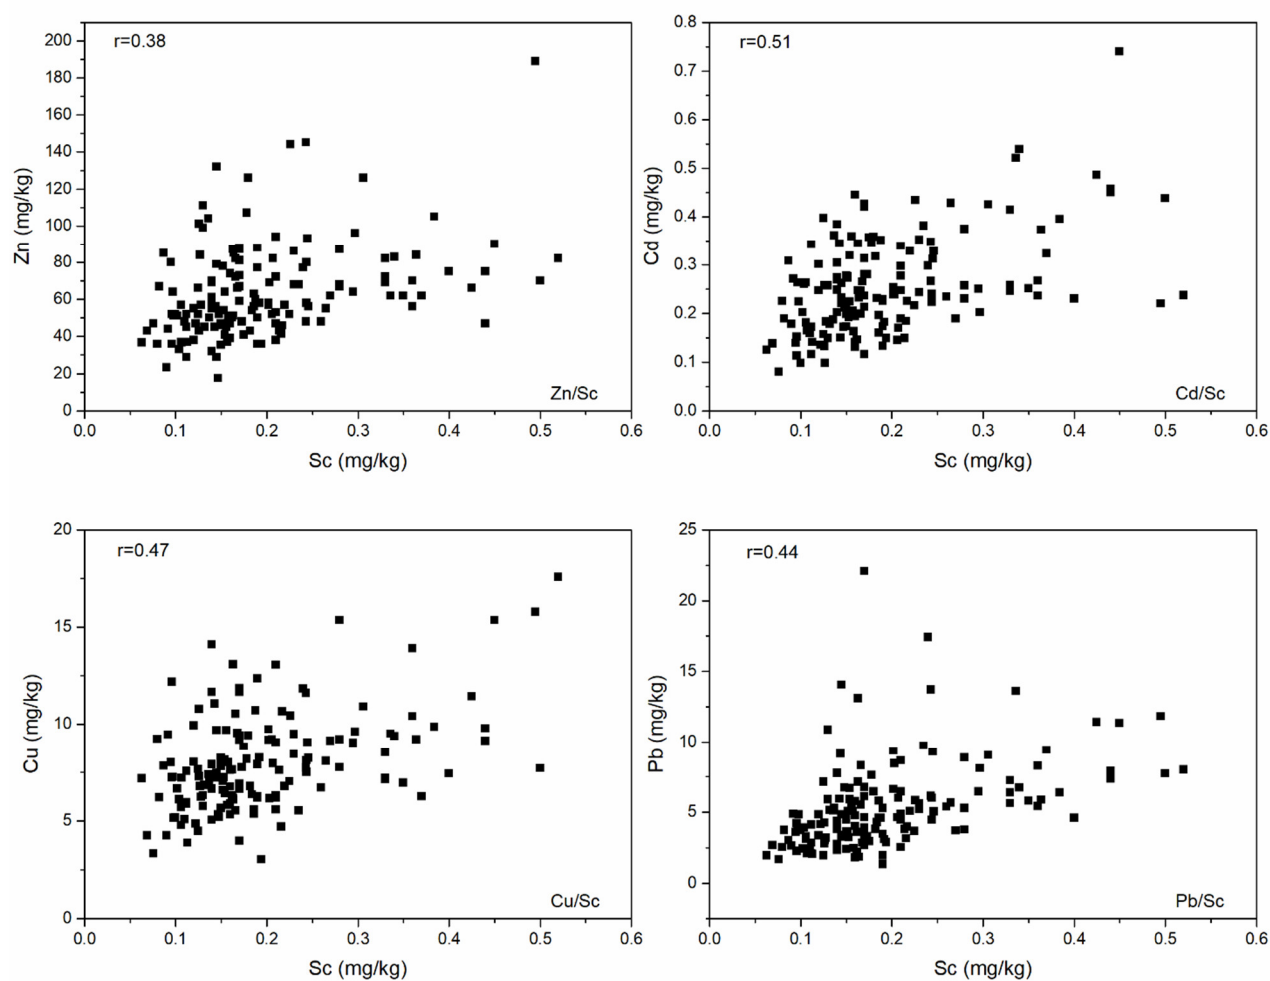 r=0.38
200
180
160
140
120
100
80
60
40
20
0
Zn (mg/kg)
Zn/Sc
0.0 0.1 0.2 0.3 0.4 0.5 0.6
Sc (mg/kg)
r=0.51
0.8
0.7
0.6
0.5
0.4
0.3
0.2
0.1
0.0
Cd (mg/kg)
Cd/Sc
0.0 0.1 0.2 0.3 0.4 0.5 0.6
Sc (mg/kg)
r=0.47
20
15
10
5
0
Cu (mg/kg)
Cu/Sc
0.0 0.1 0.2 0.3 0.4 0.5 0.6
Sc (mg/kg)
r=0.44
25
20
15
10
5
0
Pb (mg/kg)
Pb/Sc
0.0 0.1 0.2 0.3 0.4 0.5 0.6
Sc (mg/kg)